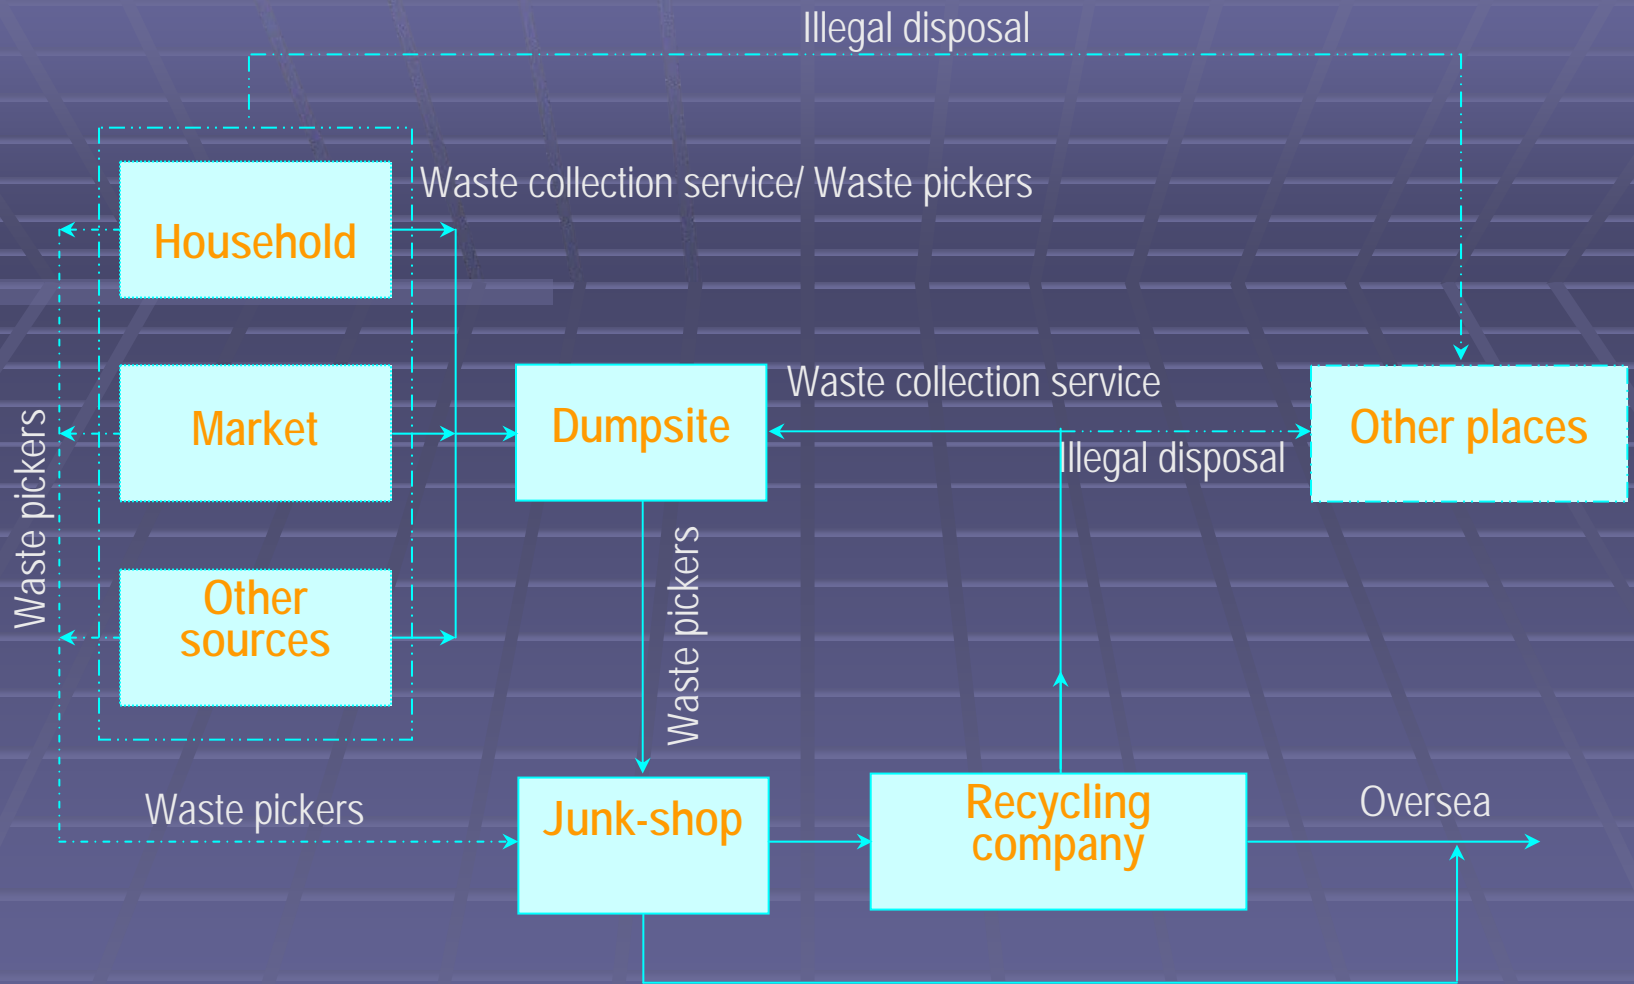 Illegal disposal
Waste collection service/ Waste pickers
Household
Waste collection service
Market
Dumpsite
Other places
Illegal disposal
Waste pickers
Waste pickers
Other
sources
Waste pickers
Junk-shop
Recycling
company
Oversea